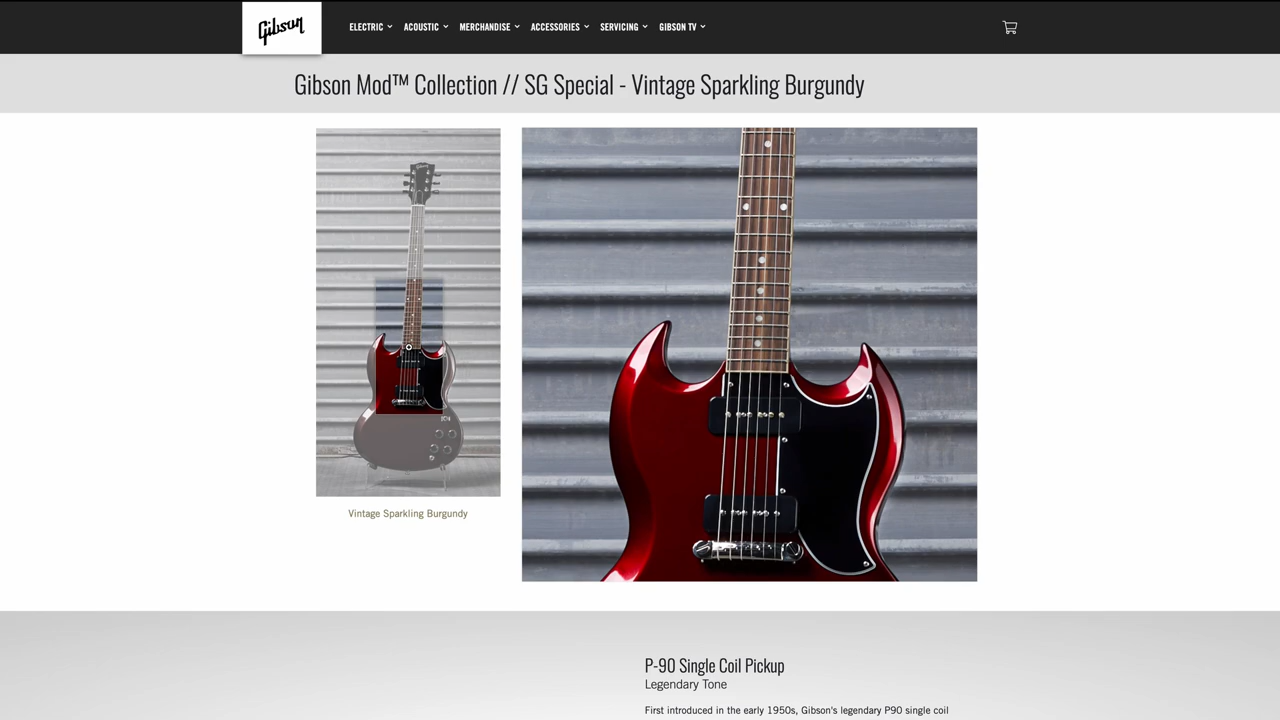 Gibson
ELECTRIC
ACOUSTIC
MERCHANDISE
ACCESSORIES
SERVICING
GIBSON TV
Gibson Mod™ Collection // SG Special - Vintage Sparkling Burgundy
Vintage Sparkling Burgundy
P-90 Single Coil Pickup
Legendary Tone
First introduced in the early 1950s, Gibson's legendary P90 single coil